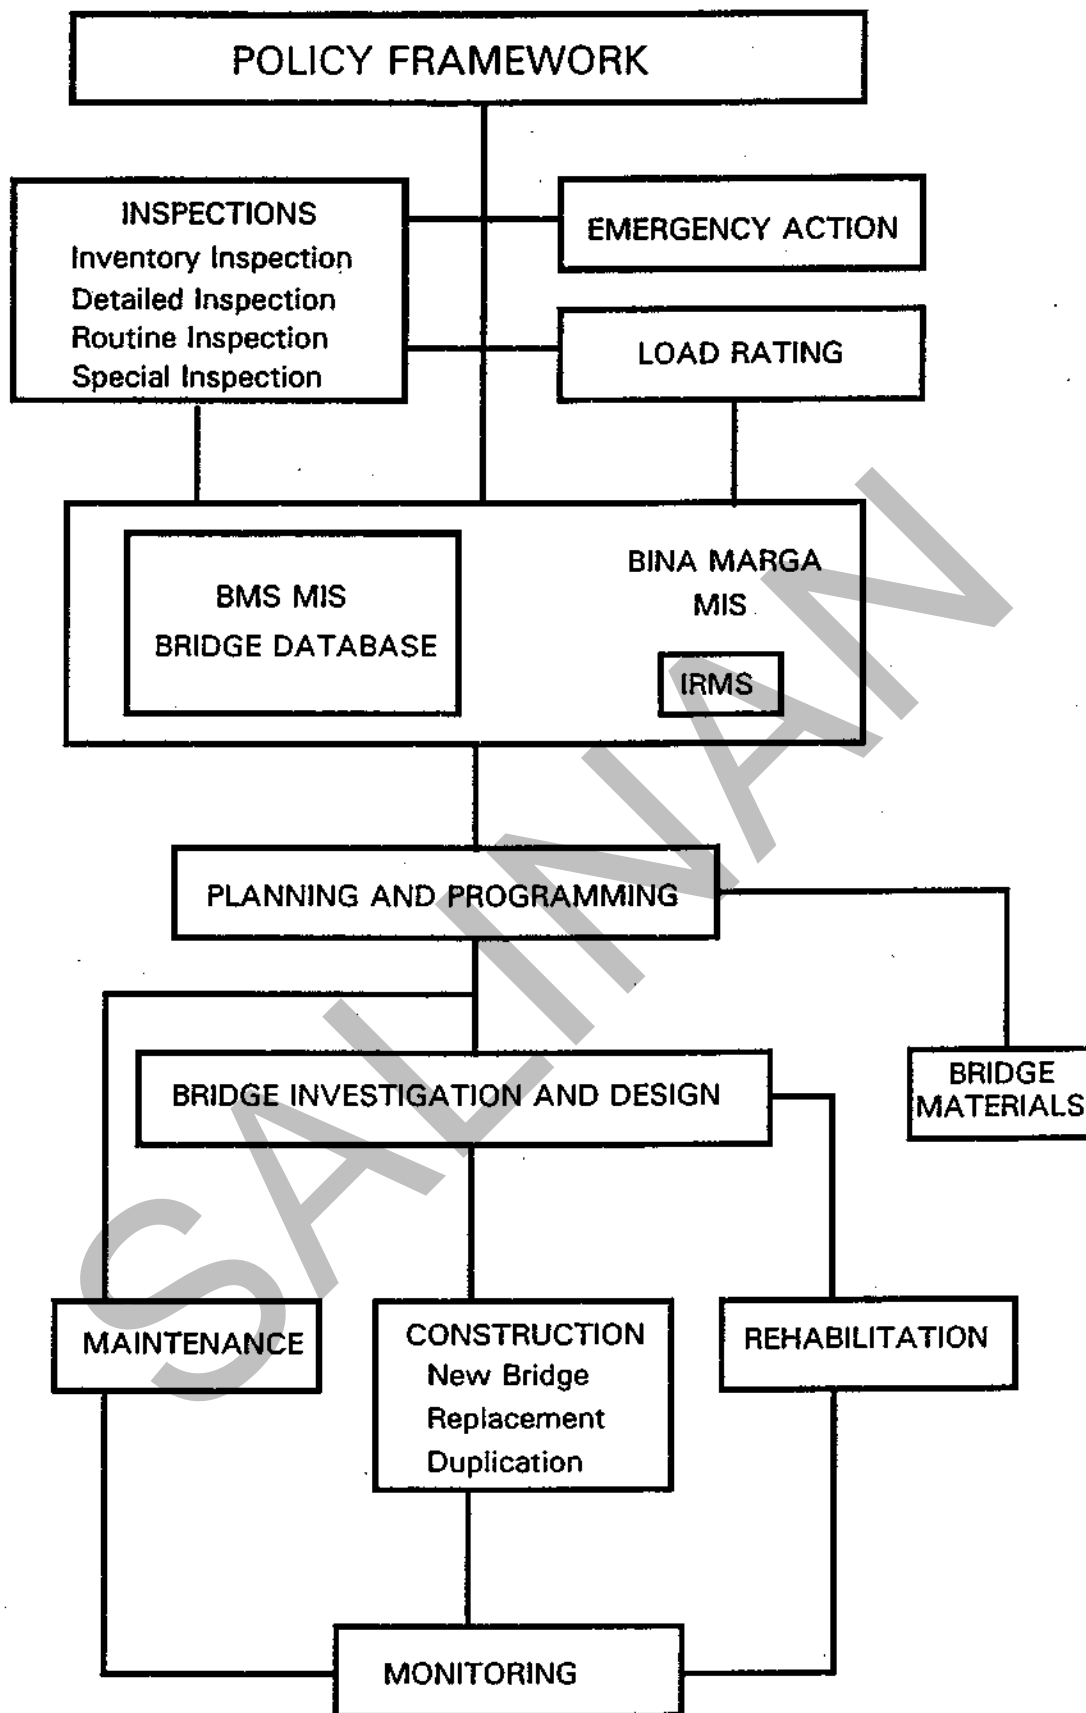 POLICY FRAMEWORK
INSPECTIONS
Inventory Inspection
Detailed Inspection
Routine Inspection
Special Inspection
EMERGENCY ACTION
LOAD RATING
BMS MIS
BRIDGE DATABASE
BINA MARGA
MIS
IRMS
PLANNING AND PROGRAMMING
BRIDGE INVESTIGATION AND DESIGN
BRIDGE
MATERIALS
MAINTENANCE
CONSTRUCTION
New Bridge
Replacement
Duplication
REHABILITATION
MONITORING
SALINAN